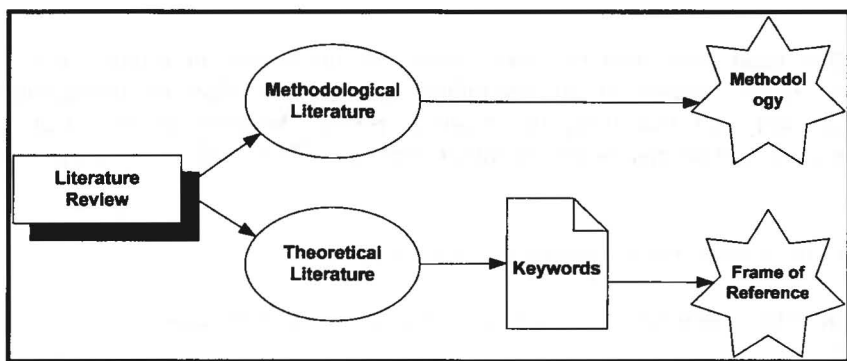 Methodological
Literature
Methodol
ogy
Literature
Review
Theoretical
Literature
Keywords
Frame of
Reference